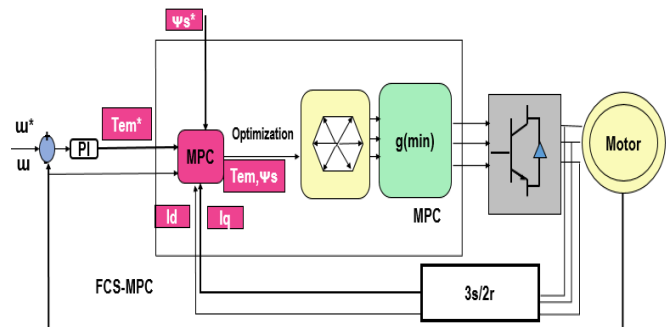 Ψs*
Tem*
ω*
ω
PI
MPC
Optimization
Tem,Ψs
g(min)
MPC
Motor
Id
Iq
FCS-MPC
3s/2r